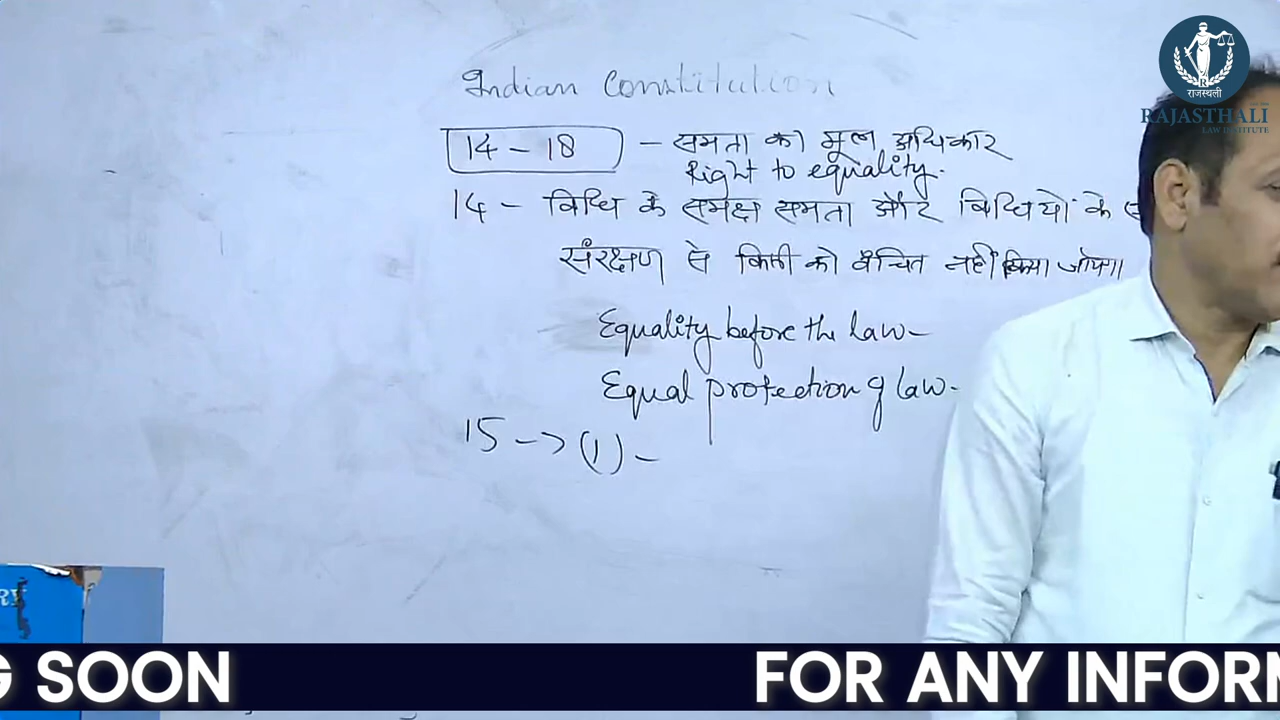 Indian Constitution
14 - 18 - समता का मूल अधिकार
Right to equality.
14 - विधि के समक्ष समता और विधियों के
संरक्षण से किसी को वंचित नहीं किया जाएगा
Equality before the law -
Equal protection of law -
15 -> (1) -
राजस्थली
RAJASTHALI
LAW INSTITUTE
G SOON
FOR ANY INFORM